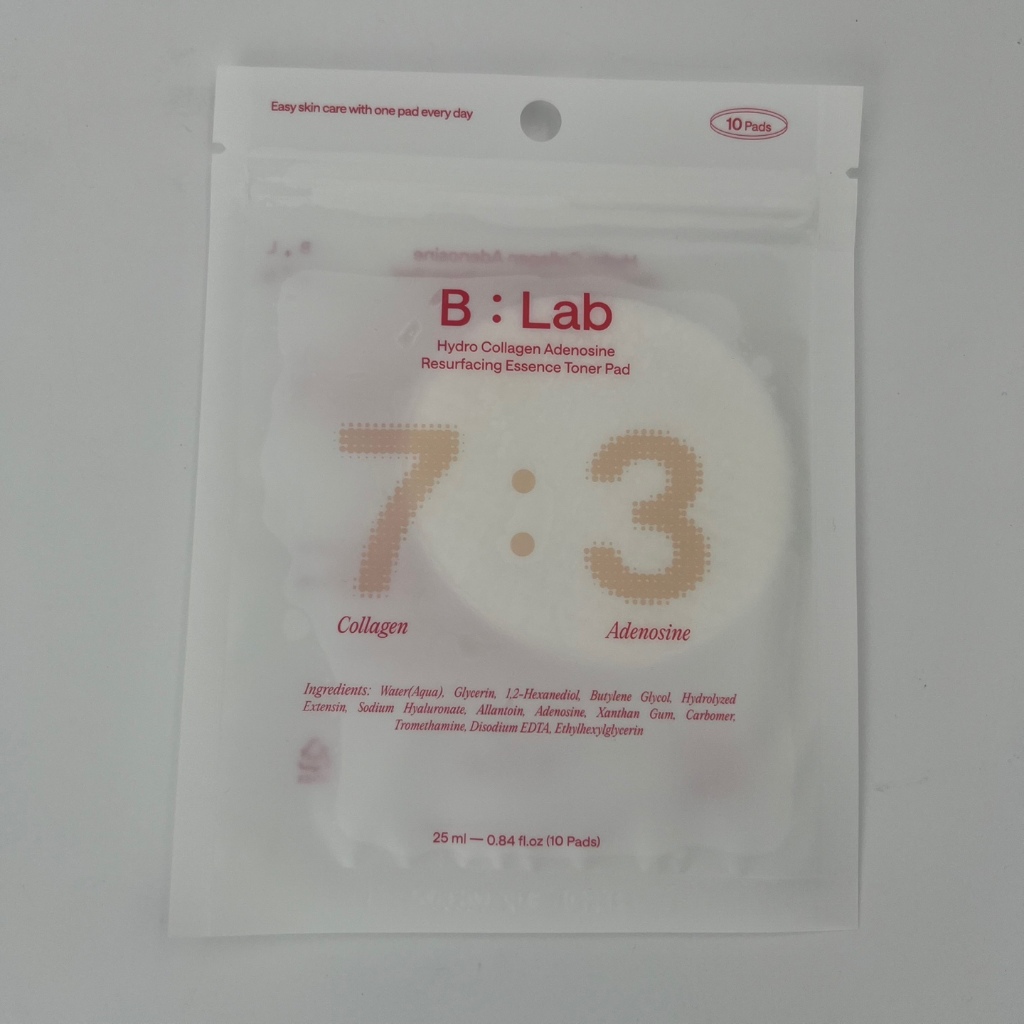 Easy skin care with one pad every day
10 Pads
B : Lab
Hydro Collagen Adenosine
Resurfacing Essence Toner Pad
7 : 3
Collagen Adenosine
Ingredients: Water(Aqua), Glycerin, 1,2-Hexanediol, Butylene Glycol, Hydrolyzed
Extensin, Sodium Hyaluronate, Allantoin, Adenosine, Xanthan Gum, Carbomer,
Tromethamine, Disodium EDTA, Ethylhexylglycerin
25 ml — 0.84 fl.oz (10 Pads)